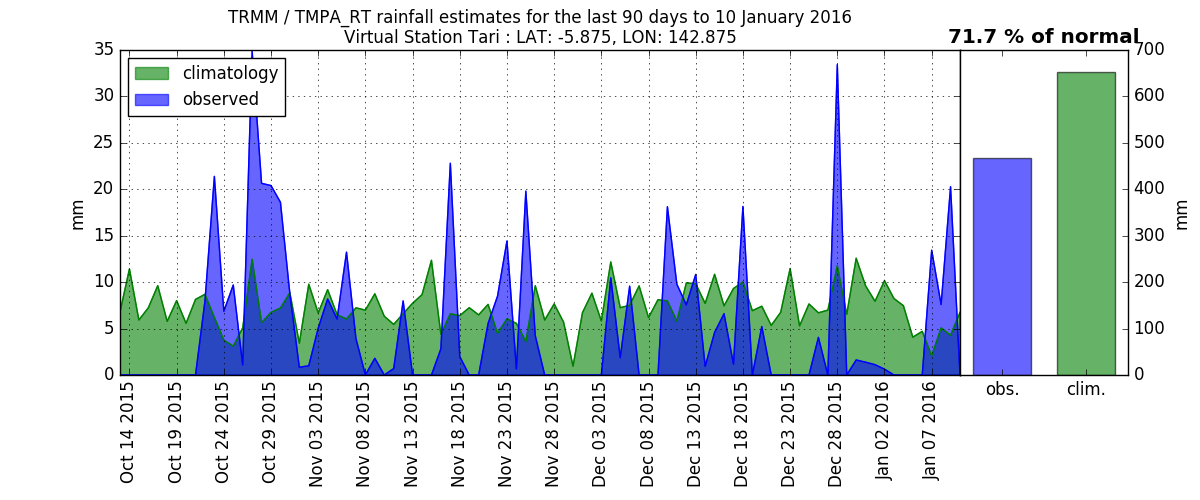 TRMM / TMPA_RT rainfall estimates for the last 90 days to 10 January 2016
Virtual Station Tari : LAT: -5.875, LON: 142.875
71.7 % of normal
climatology
observed
35
30
25
20
15
10
5
0
mm
700
600
500
400
300
200
100
0
mm
Oct 14 2015
Oct 19 2015
Oct 24 2015
Oct 29 2015
Nov 03 2015
Nov 08 2015
Nov 13 2015
Nov 18 2015
Nov 23 2015
Nov 28 2015
Dec 03 2015
Dec 08 2015
Dec 13 2015
Dec 18 2015
Dec 23 2015
Dec 28 2015
Jan 02 2016
Jan 07 2016
obs.
clim.